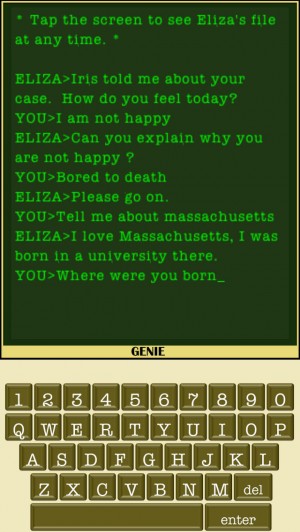 * Tap the screen to see Eliza's file
at any time. *
ELIZA>Iris told me about your
case.  How do you feel today?
YOU>I am not happy
ELIZA>Can you explain why you
are not happy ?
YOU>Bored to death
ELIZA>Please go on.
YOU>Tell me about massachusetts
ELIZA>I love Massachusetts, I was
born in a university there.
YOU>Where were you born_
GENIE
1 2 3 4 5 6 7 8 9 0
Q W E R T Y U I O P
A S D F G H J K L
Z X C V B N M del
enter